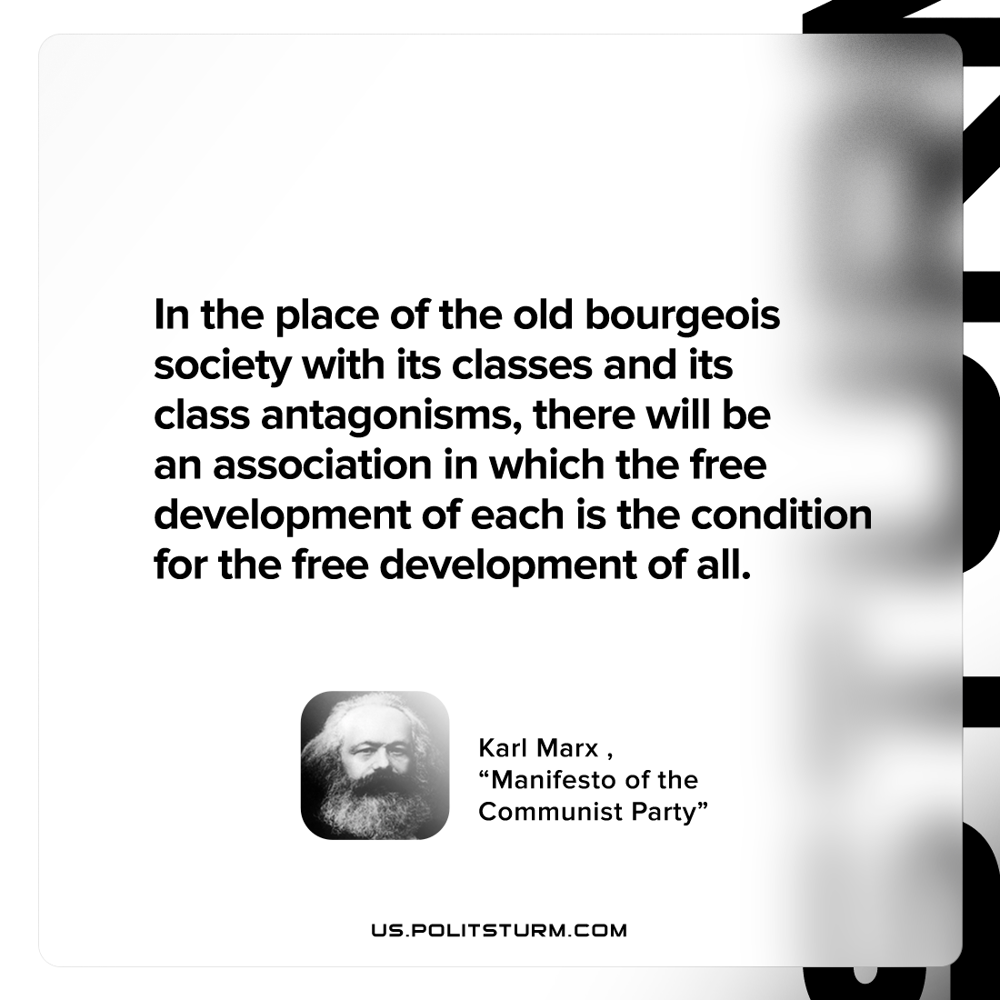 In the place of the old bourgeois
society with its classes and its
class antagonisms, there will be
an association in which the free
development of each is the condition
for the free development of all.
Karl Marx ,
“Manifesto of the
Communist Party”
US.POLITSTURM.COM